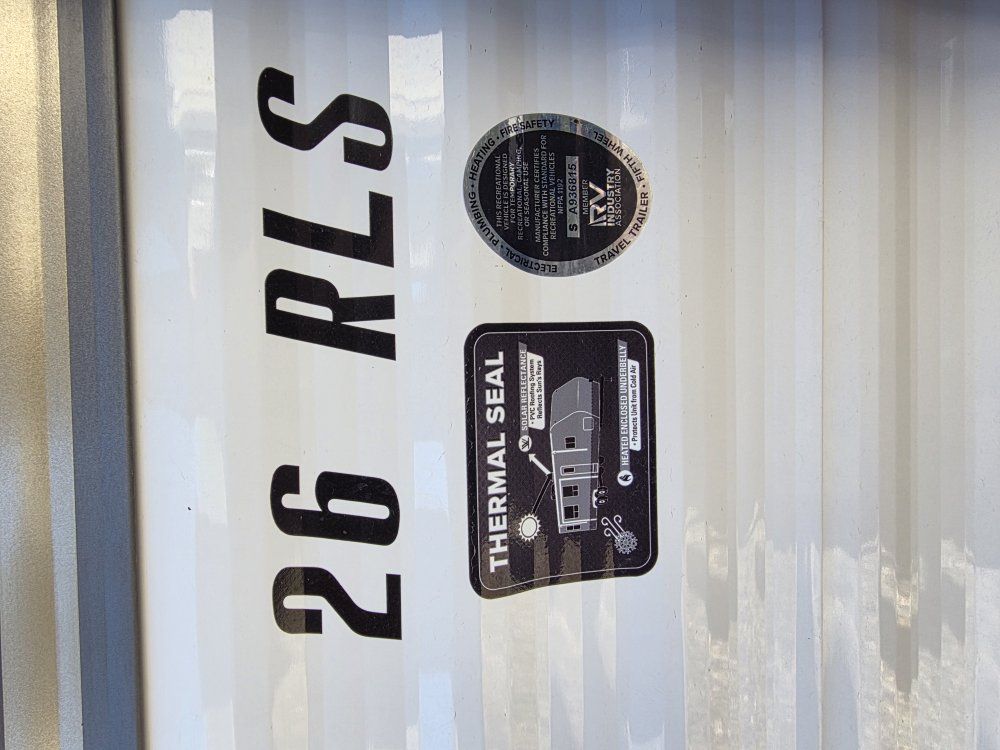 26 RLS
THERMAL SEAL
SOLAR REFLECTANCE
• PVC Roofing System
Reflects Sun's Rays
HEATED ENCLOSED UNDERBELLY
• Protects Unit from Cold Air
ELECTRICAL • PLUMBING • HEATING • FIRE SAFETY
THIS RECREATIONAL
VEHICLE IS DESIGNED
FOR TEMPORARY
RECREATIONAL, CAMPING,
OR SEASONAL USE
MANUFACTURER CERTIFIES
COMPLIANCE WITH STANDARD FOR
RECREATIONAL VEHICLES
NFPA 1192
S A936815
MEMBER
RV
INDUSTRY
ASSOCIATION
TRAVEL TRAILER • FIFTH WHEEL